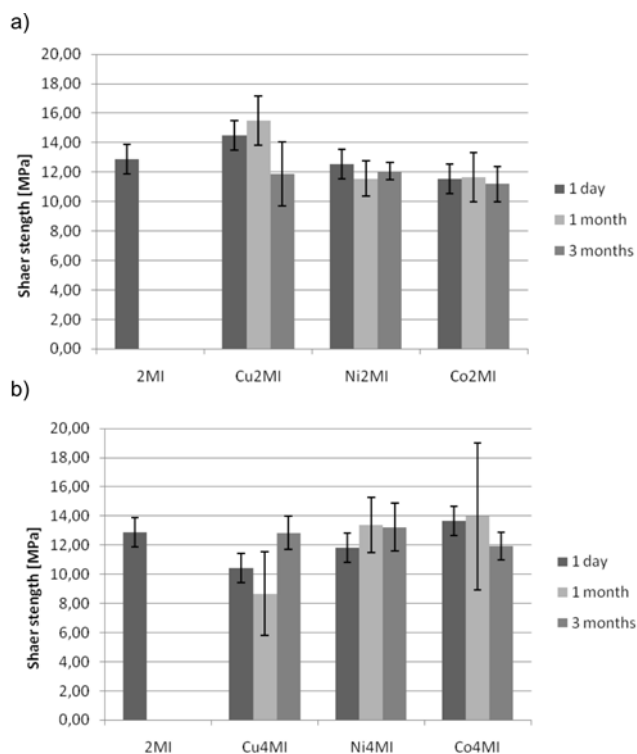 a)
20,00
18,00
16,00
14,00
12,00
10,00
8,00
6,00
4,00
2,00
0,00
Shaer stength [MPa]
2MI Cu2MI Ni2MI Co2MI
1 day
1 month
3 months
b)
20,00
18,00
16,00
14,00
12,00
10,00
8,00
6,00
4,00
2,00
0,00
Shaer stength [MPa]
2MI Cu4MI Ni4MI Co4MI
1 day
1 month
3 months